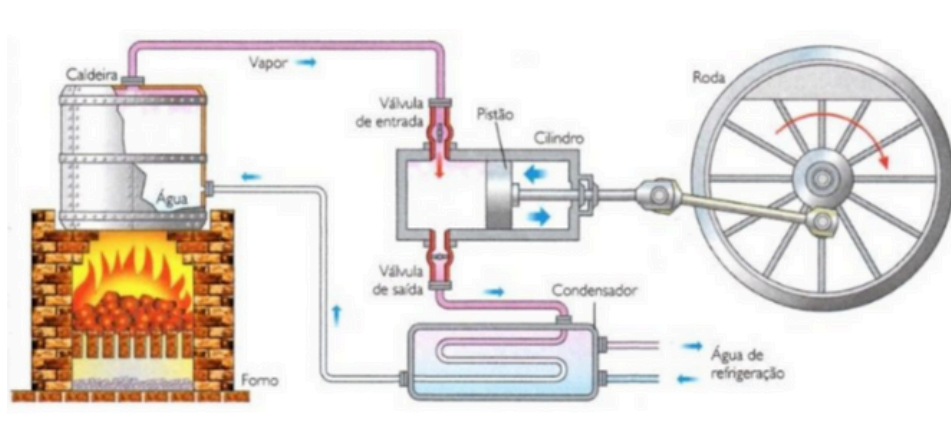 Caldeira
Vapor
Válvula
de entrada
Pistão
Cilindro
Roda
Água
Válvula
de saída
Condensador
Água de
refrigeração
Forno